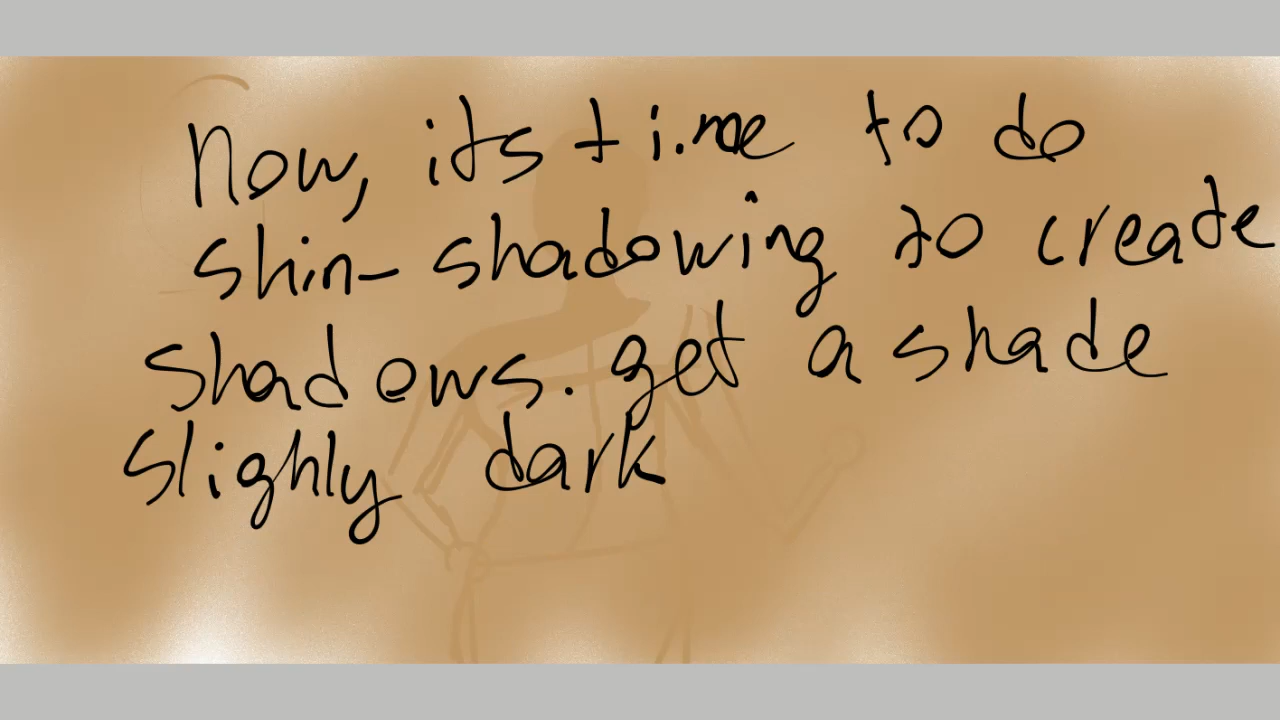 Now, its time to do
skin-shadowing to create
shadows. get a shade
slighly dark